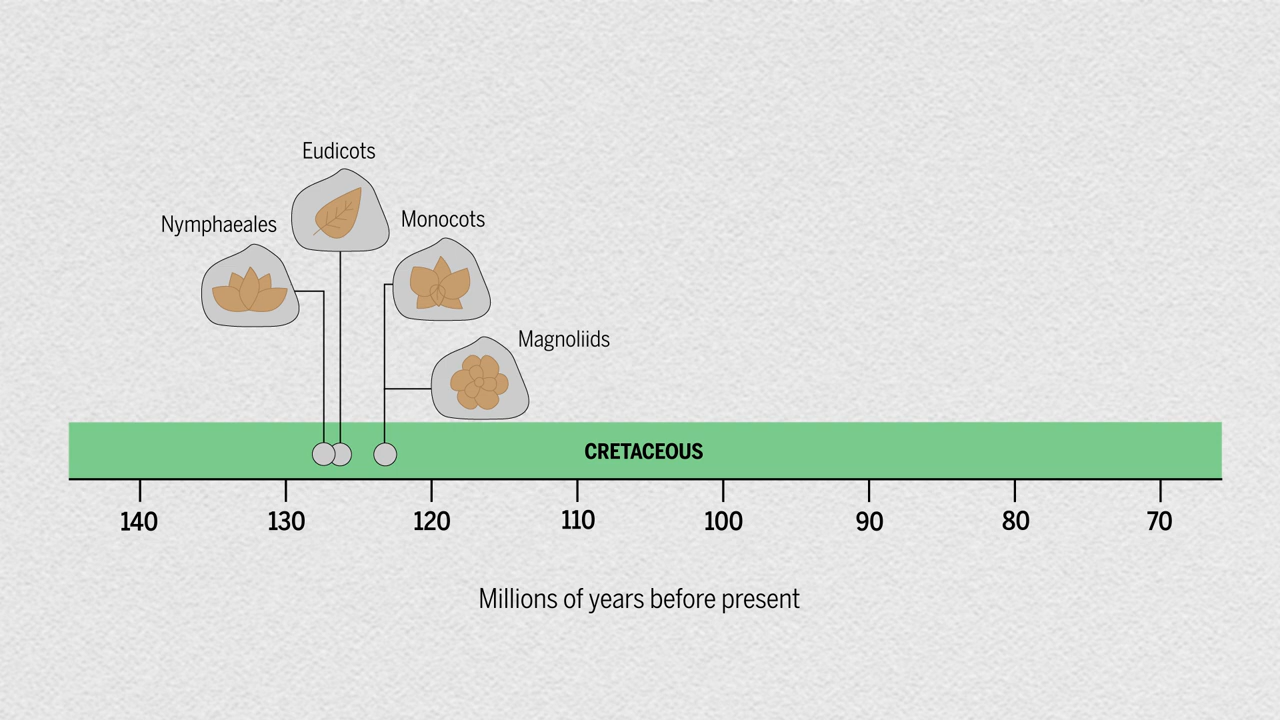 Eudicots
Nymphaeales
Monocots
Magnoliids
CRETACEOUS
140 130 120 110 100 90 80 70
Millions of years before present